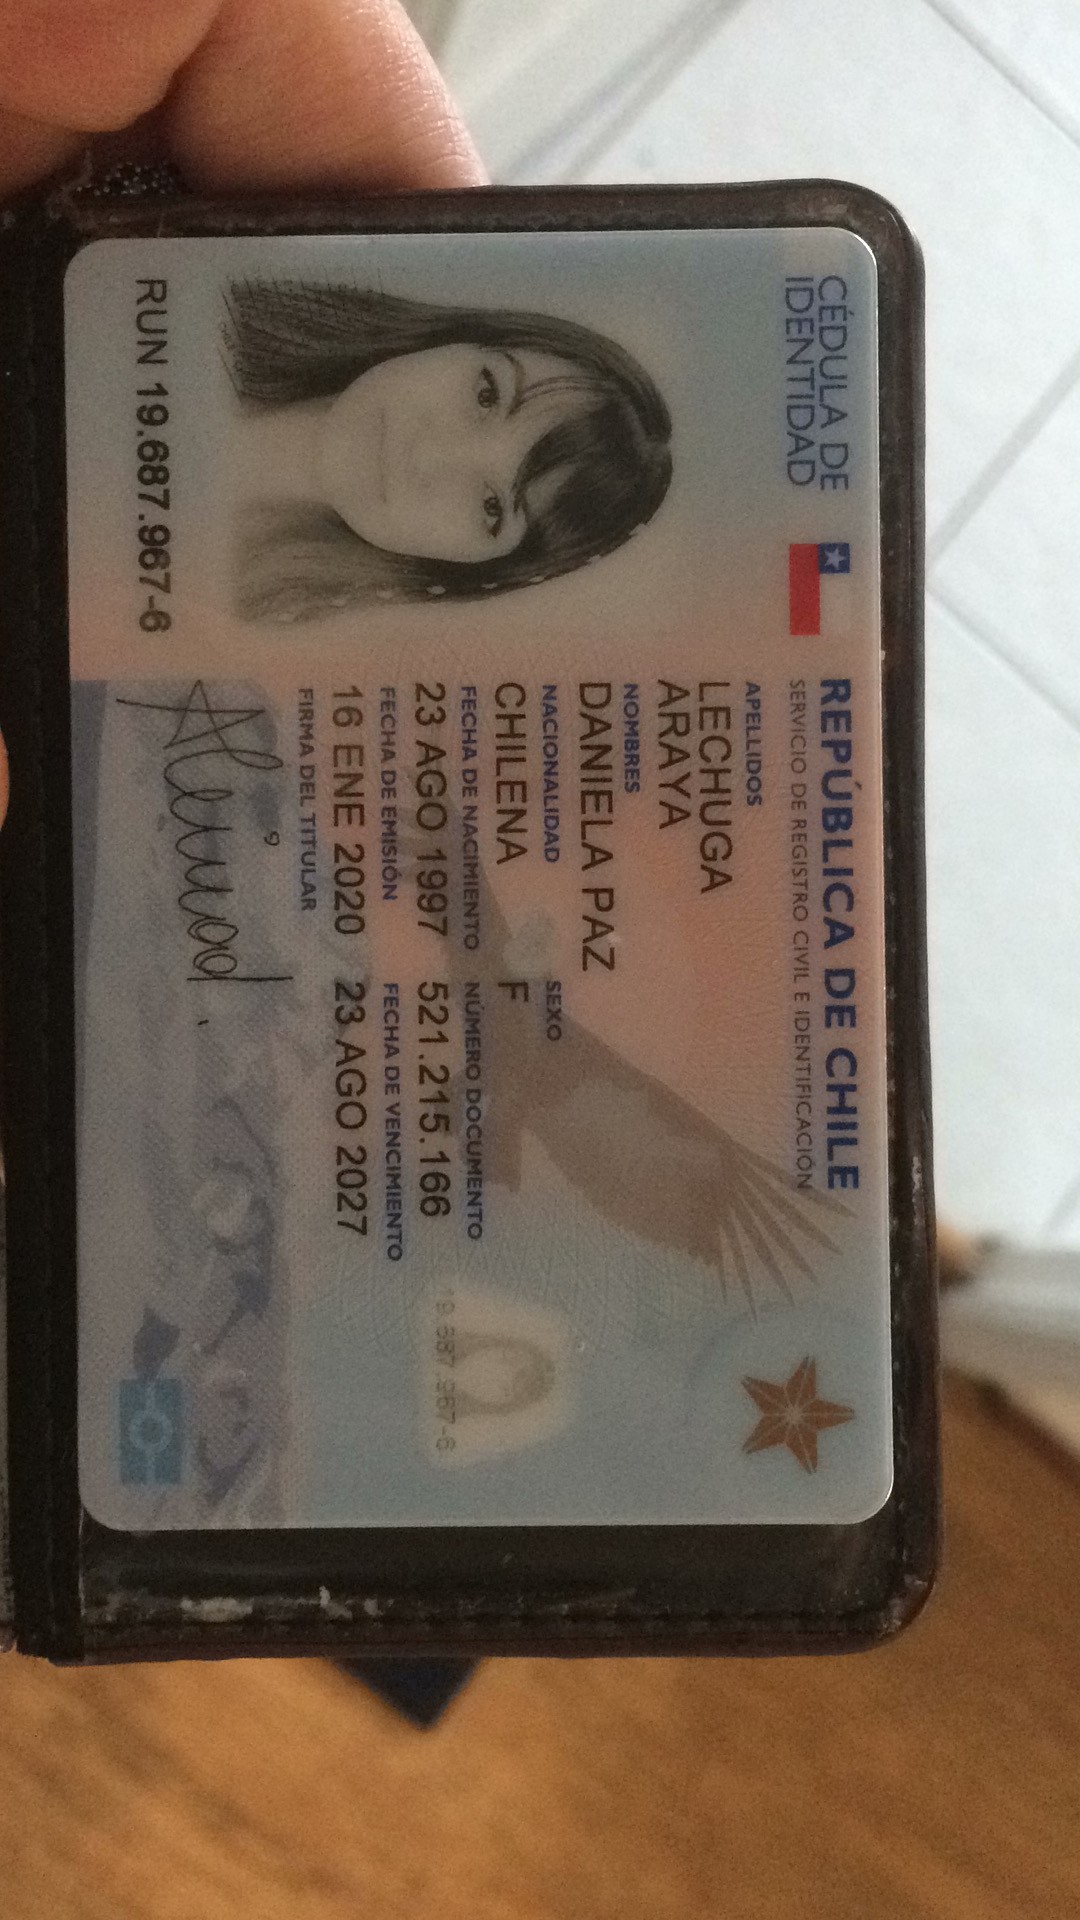 CÉDULA DE
IDENTIDAD
REPÚBLICA DE CHILE
SERVICIO DE REGISTRO CIVIL E IDENTIFICACIÓN
APELLIDOS
LECHUGA
ARAYA
NOMBRES
DANIELA PAZ
NACIONALIDAD SEXO
CHILENA F
FECHA DE NACIMIENTO NÚMERO DOCUMENTO
23 AGO 1997 521.215.166
FECHA DE EMISIÓN FECHA DE VENCIMIENTO
16 ENE 2020 23 AGO 2027
FIRMA DEL TITULAR
19.687.967-6
RUN 19.687.967-6